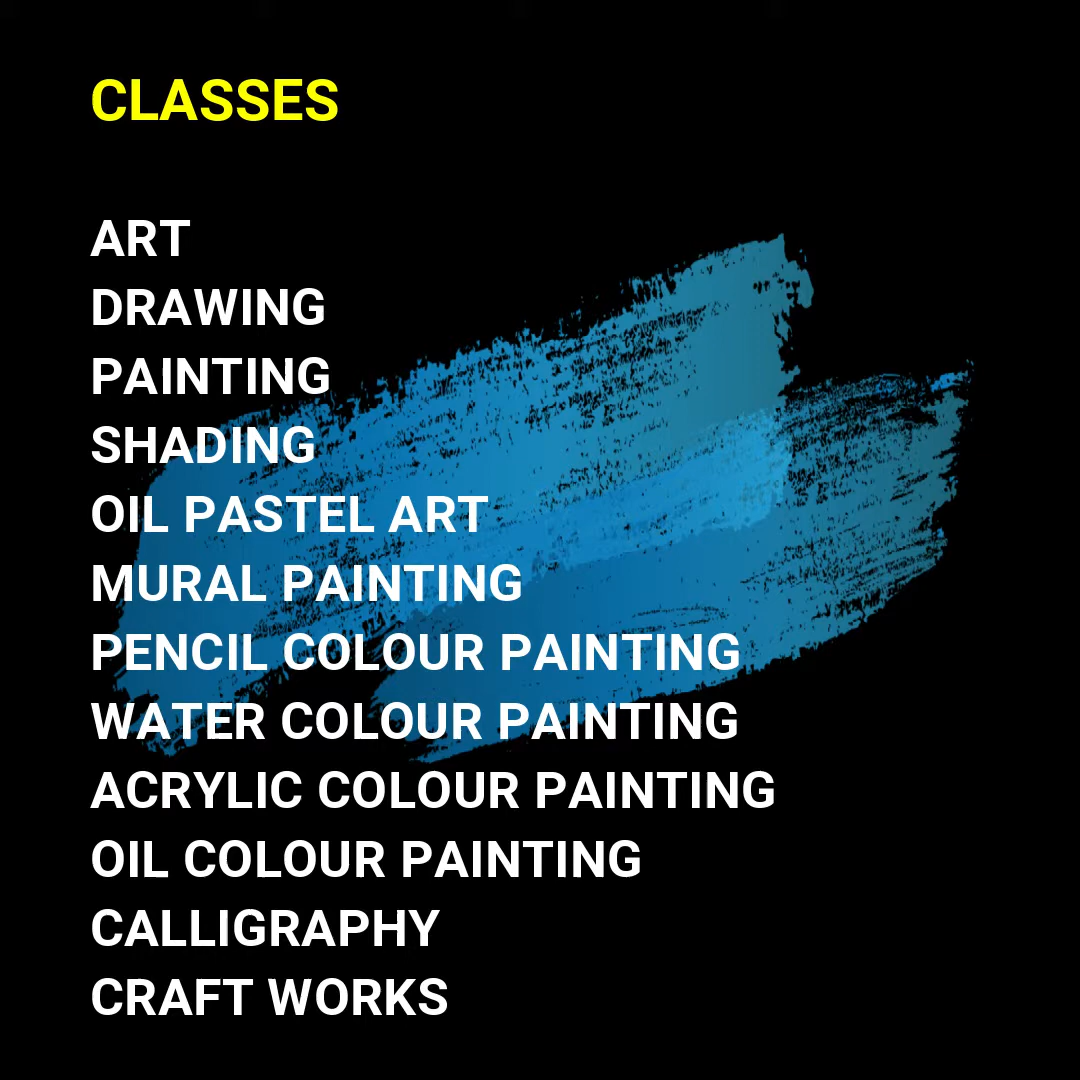 CLASSES
ART
DRAWING
PAINTING
SHADING
OIL PASTEL ART
MURAL PAINTING
PENCIL COLOUR PAINTING
WATER COLOUR PAINTING
ACRYLIC COLOUR PAINTING
OIL COLOUR PAINTING
CALLIGRAPHY
CRAFT WORKS